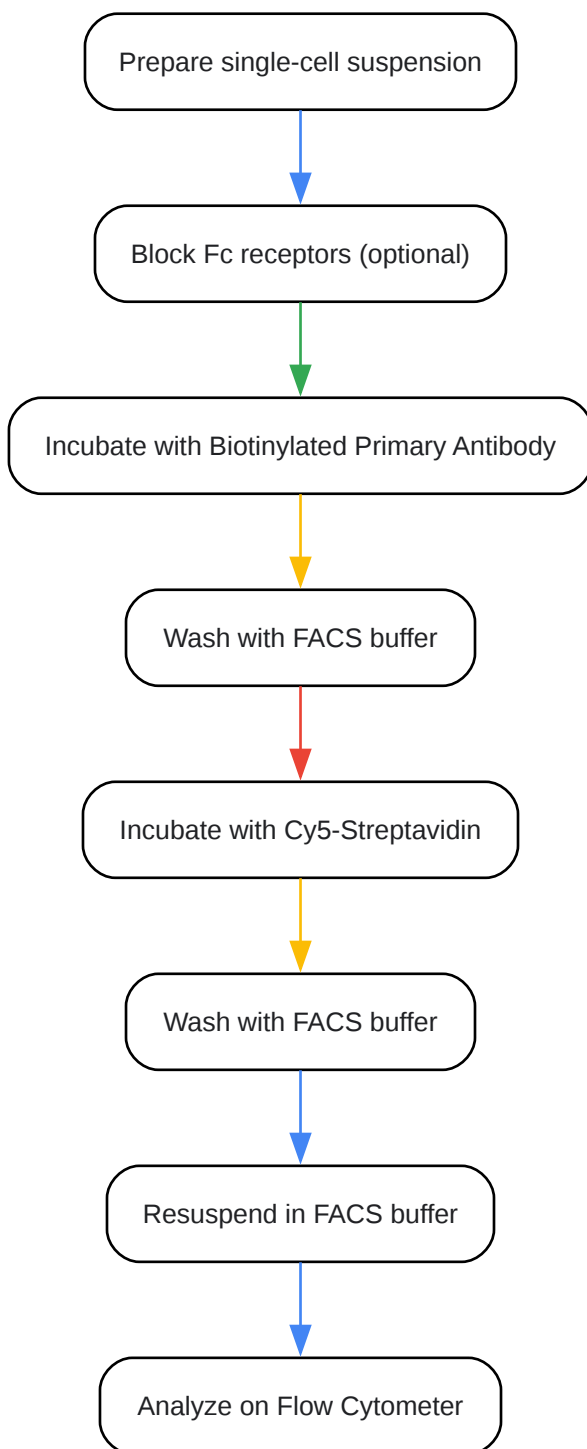 Prepare single-cell suspension
Block Fc receptors (optional)
Incubate with Biotinylated Primary Antibody
Wash with FACS buffer
Incubate with Cy5-Streptavidin
Wash with FACS buffer
Resuspend in FACS buffer
Analyze on Flow Cytometer